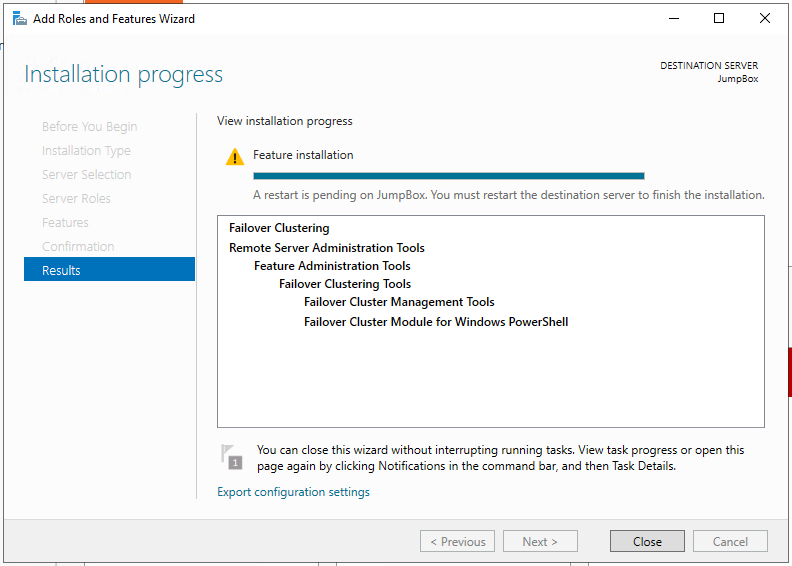 Add Roles and Features Wizard
Installation progress
DESTINATION SERVER
JumpBox
Before You Begin
Installation Type
Server Selection
Server Roles
Features
Confirmation
Results
View installation progress
Feature installation
A restart is pending on JumpBox. You must restart the destination server to finish the installation.
Failover Clustering
Remote Server Administration Tools
Feature Administration Tools
Failover Clustering Tools
Failover Cluster Management Tools
Failover Cluster Module for Windows PowerShell
1
You can close this wizard without interrupting running tasks. View task progress or open this
page again by clicking Notifications in the command bar, and then Task Details.
Export configuration settings
< Previous
Next >
Close
Cancel